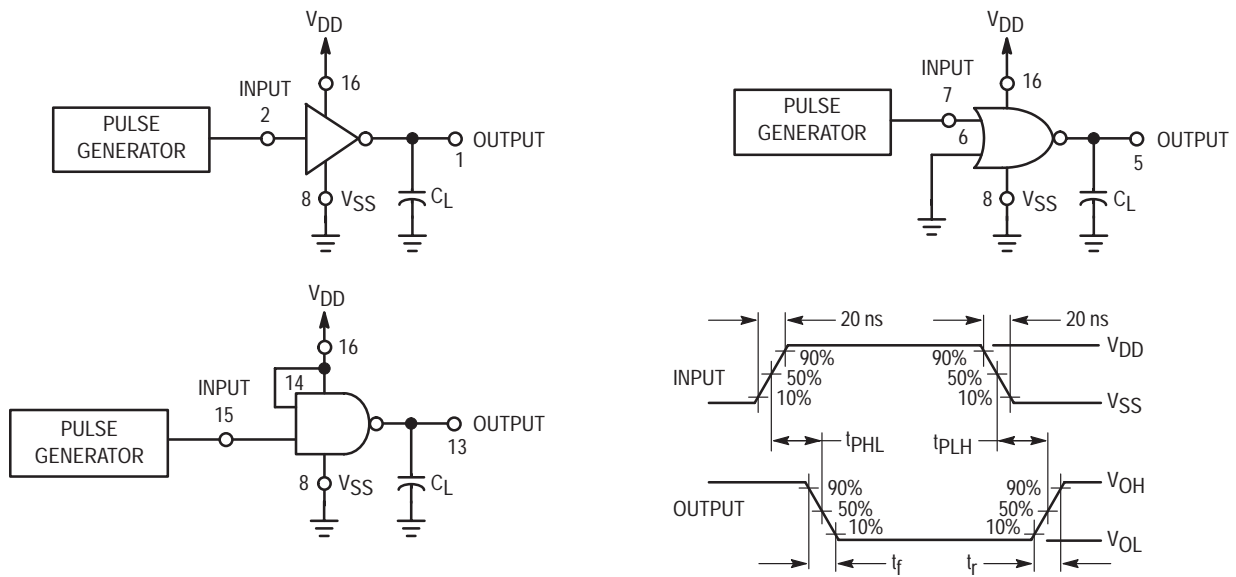 VDD
16
INPUT
2
PULSE
GENERATOR
OUTPUT
1
8
VSS
CL
VDD
16
INPUT
7
6
PULSE
GENERATOR
OUTPUT
5
8
VSS
CL
VDD
16
14
INPUT
15
PULSE
GENERATOR
OUTPUT
13
8
VSS
CL
20 ns
20 ns
INPUT
90%
50%
10%
90%
50%
10%
VDD
VSS
tPHL
tPLH
OUTPUT
90%
50%
10%
90%
50%
10%
VOH
VOL
tf
tr